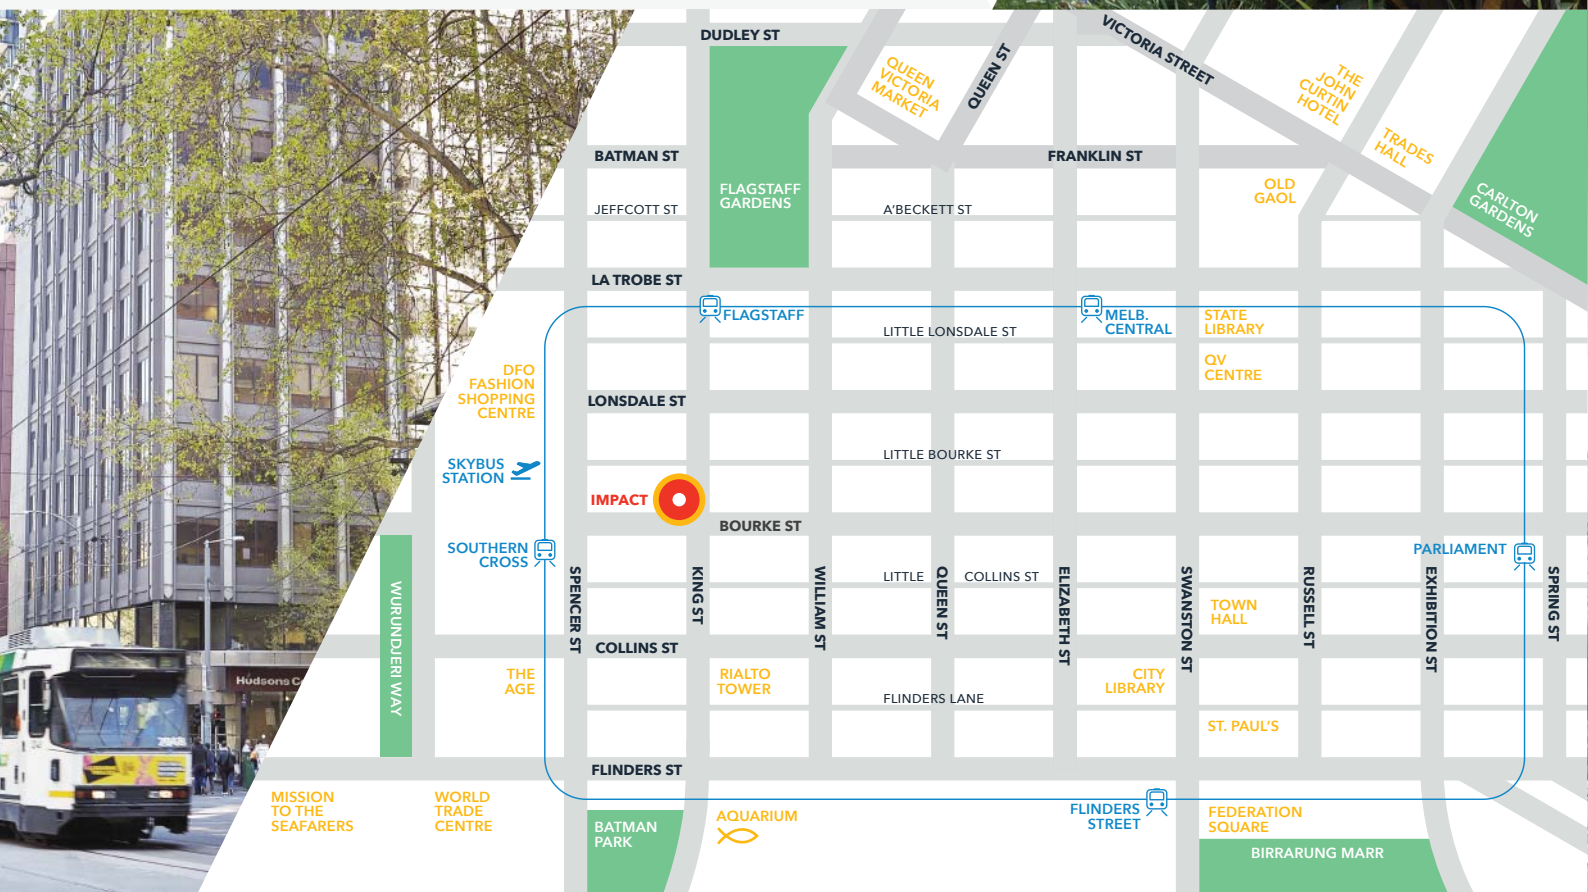 DUDLEY ST
VICTORIA STREET
QUEEN ST
QUEEN
VICTORIA
MARKET
THE
JOHN
CURTIN
HOTEL
TRADES
HALL
BATMAN ST
FRANKLIN ST
FLAGSTAFF
GARDENS
OLD
GAOL
CARLTON
GARDENS
JEFFCOTT ST
A'BECKETT ST
LA TROBE ST
FLAGSTAFF
MELB.
CENTRAL
STATE
LIBRARY
LITTLE LONSDALE ST
QV
CENTRE
DFO
FASHION
SHOPPING
CENTRE
LONSDALE ST
LITTLE BOURKE ST
SKYBUS
STATION
IMPACT
BOURKE ST
SOUTHERN
CROSS
PARLIAMENT
WURUNDJERI WAY
SPENCER ST
KING ST
WILLIAM ST
LITTLE
QUEEN ST
COLLINS ST
ELIZABETH ST
SWANSTON ST
TOWN
HALL
RUSSELL ST
EXHIBITION ST
SPRING ST
COLLINS ST
THE
AGE
RIALTO
TOWER
CITY
LIBRARY
FLINDERS LANE
ST. PAUL'S
FLINDERS ST
MISSION
TO THE
SEAFARERS
WORLD
TRADE
CENTRE
BATMAN
PARK
AQUARIUM
FLINDERS
STREET
FEDERATION
SQUARE
BIRRARUNG MARR
Hudsons